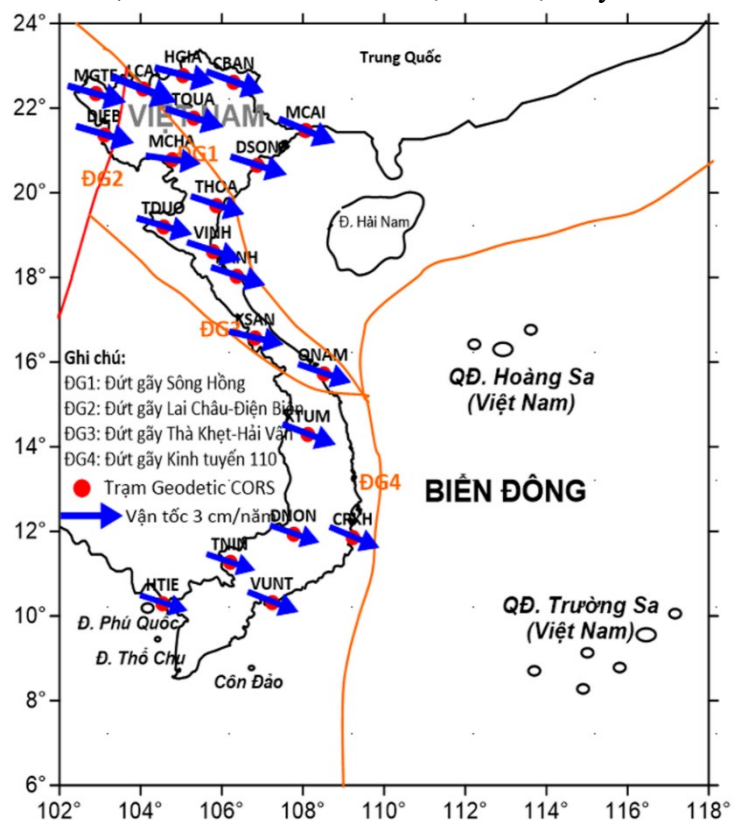 24°
22°
20°
18°
16°
14°
12°
10°
8°
6°
102°
104°
106°
108°
110°
112°
114°
116°
118°
Trung Quốc
HGIA
CBAN
MGTE
LCAI
TQUA
VIỆT NAM
DIEB
MCAI
MCHA
ĐG1
DSON
ĐG2
THOA
TDUO
VINH
Đ. Hải Nam
KSAN
ĐG3
QNAM
Ghi chú:
ĐG1: Đứt gãy Sông Hồng
ĐG2: Đứt gãy Lai Châu-Điện Biên
ĐG3: Đứt gãy Thà Khẹt-Hải Vân
ĐG4: Đứt gãy Kinh tuyến 110
Trạm Geodetic CORS
Vận tốc 3 cm/năm
QĐ. Hoàng Sa
(Việt Nam)
KTUM
ĐG4
BIỂN ĐÔNG
DNON
CRXH
TNIN
HTIE
VUNT
Đ. Phú Quốc
Đ. Thổ Chu
Côn Đảo
QĐ. Trường Sa
(Việt Nam)